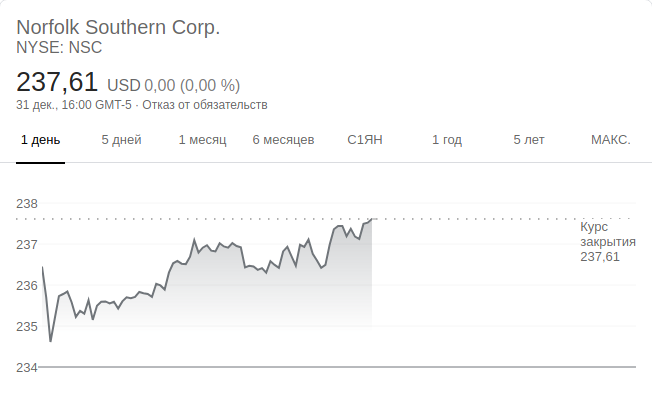 Norfolk Southern Corp.
NYSE: NSC
237,61 USD 0,00 (0,00 %)
31 дек., 16:00 GMT-5 · Отказ от обязательств
1 день 5 дней 1 месяц 6 месяцев С1ЯН 1 год 5 лет МАКС.
238
237
236
235
234
Курс
закрытия
237,61